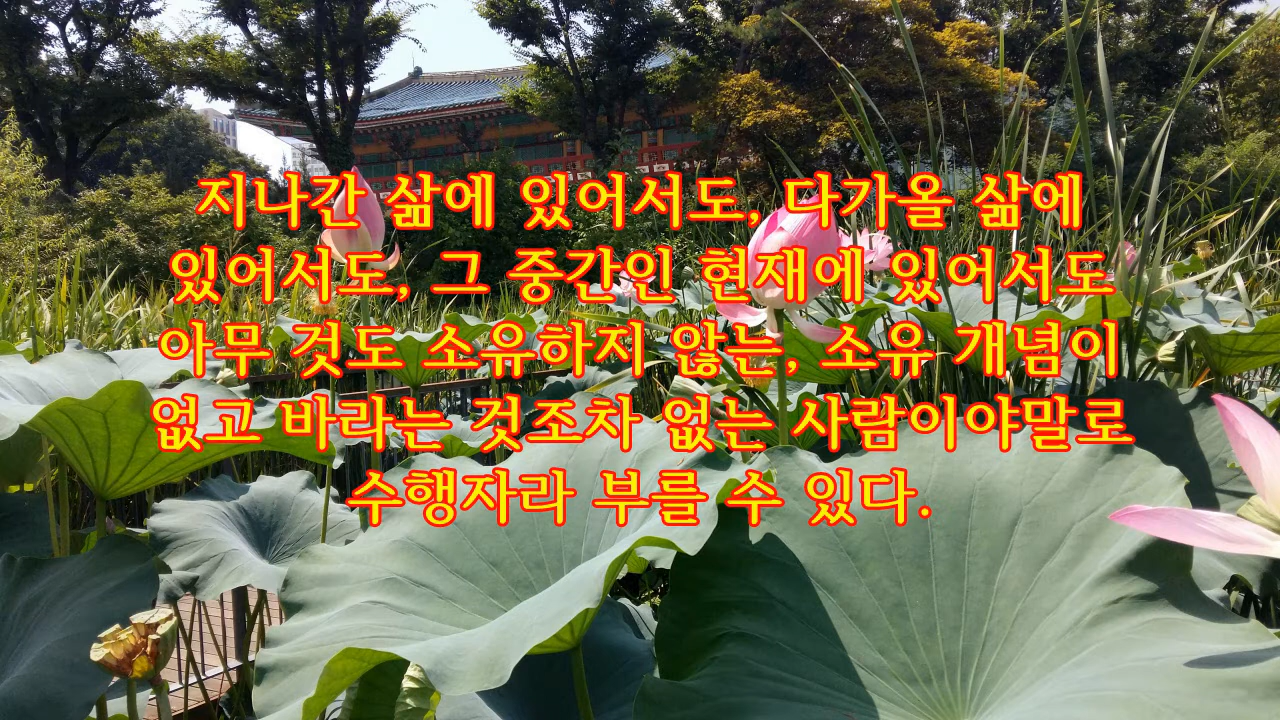 지나간 삶에 있어서도, 다가올 삶에
있어서도, 그 중간인 현재에 있어서도
아무 것도 소유하지 않는, 소유 개념이
없고 바라는 것조차 없는 사람이야말로
수행자라 부를 수 있다.